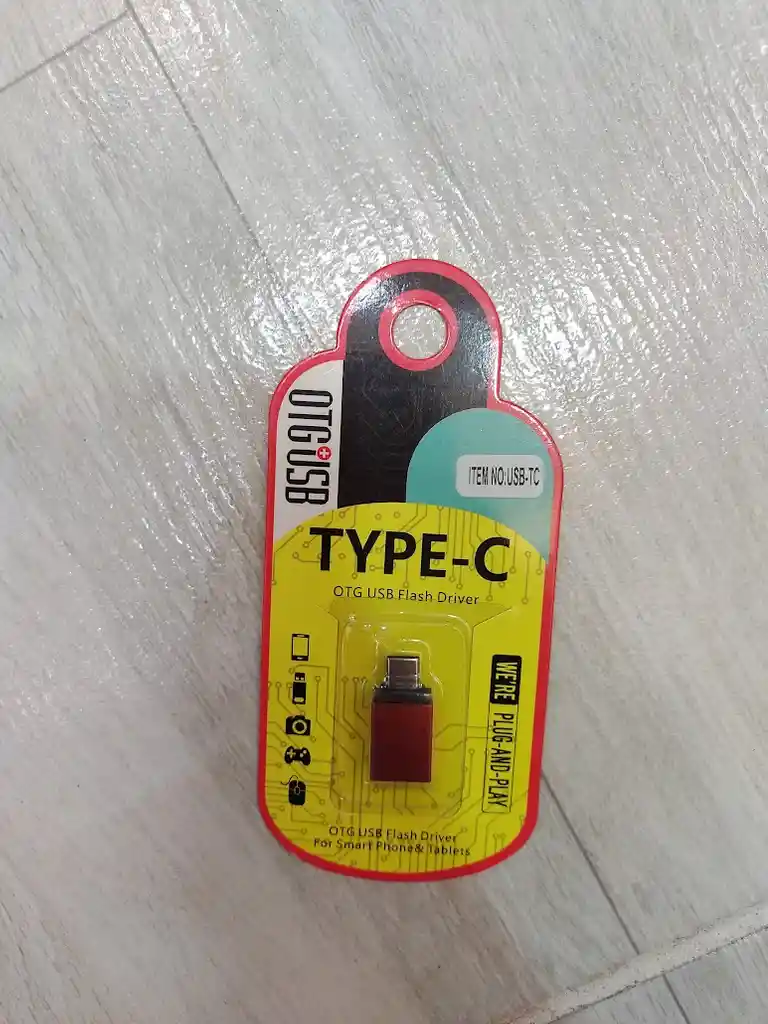 OTG USB
ITEM NO:USB-TC
TYPE-C
OTG USB Flash Driver
WE'RE PLUG-AND-PLAY
OTG USB Flash Driver
For Smart Phone& Tablets